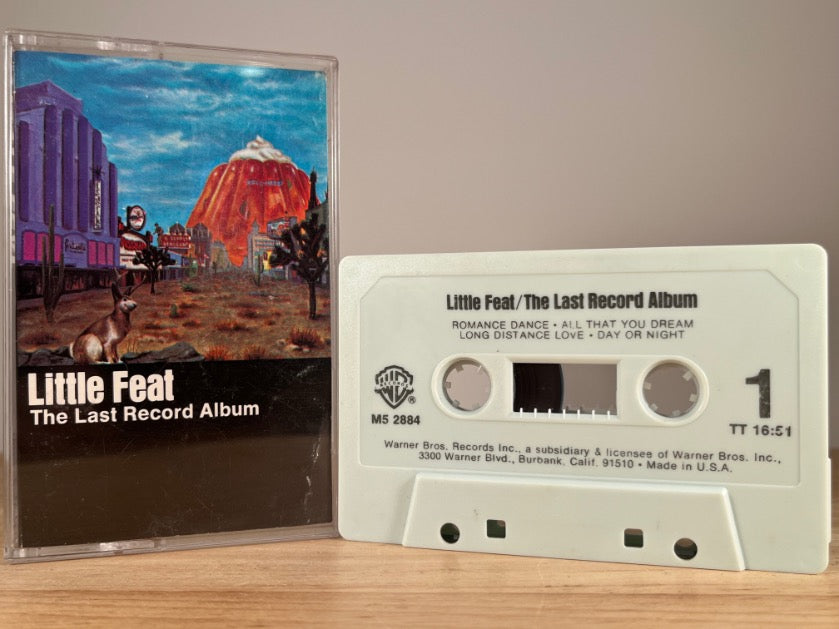 Little Feat
The Last Record Album
Little Feat/The Last Record Album
ROMANCE DANCE • ALL THAT YOU DREAM
LONG DISTANCE LOVE • DAY OR NIGHT
M5 2884
1
TT 16:51
Warner Bros. Records Inc., a subsidiary & licensee of Warner Bros. Inc.,
3300 Warner Blvd., Burbank, Calif. 91510 • Made in U.S.A.